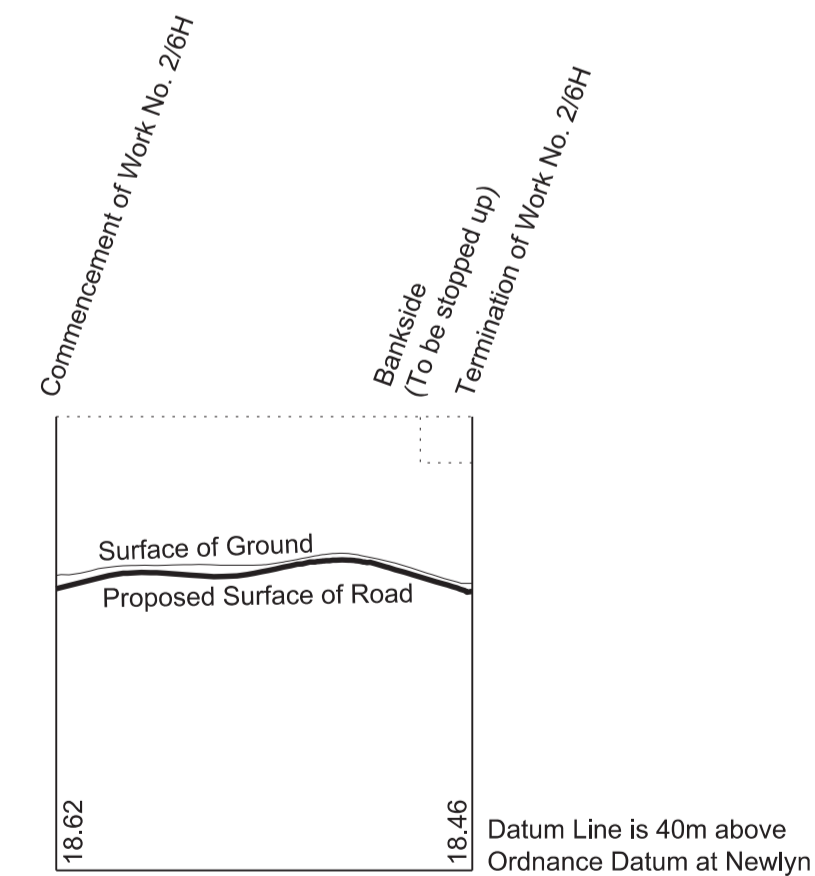 Commencement of Work No. 2/6H
Bankside
(To be stopped up)
Termination of Work No. 2/6H
Surface of Ground
Proposed Surface of Road
18.62
18.46
Datum Line is 40m above
Ordnance Datum at Newlyn